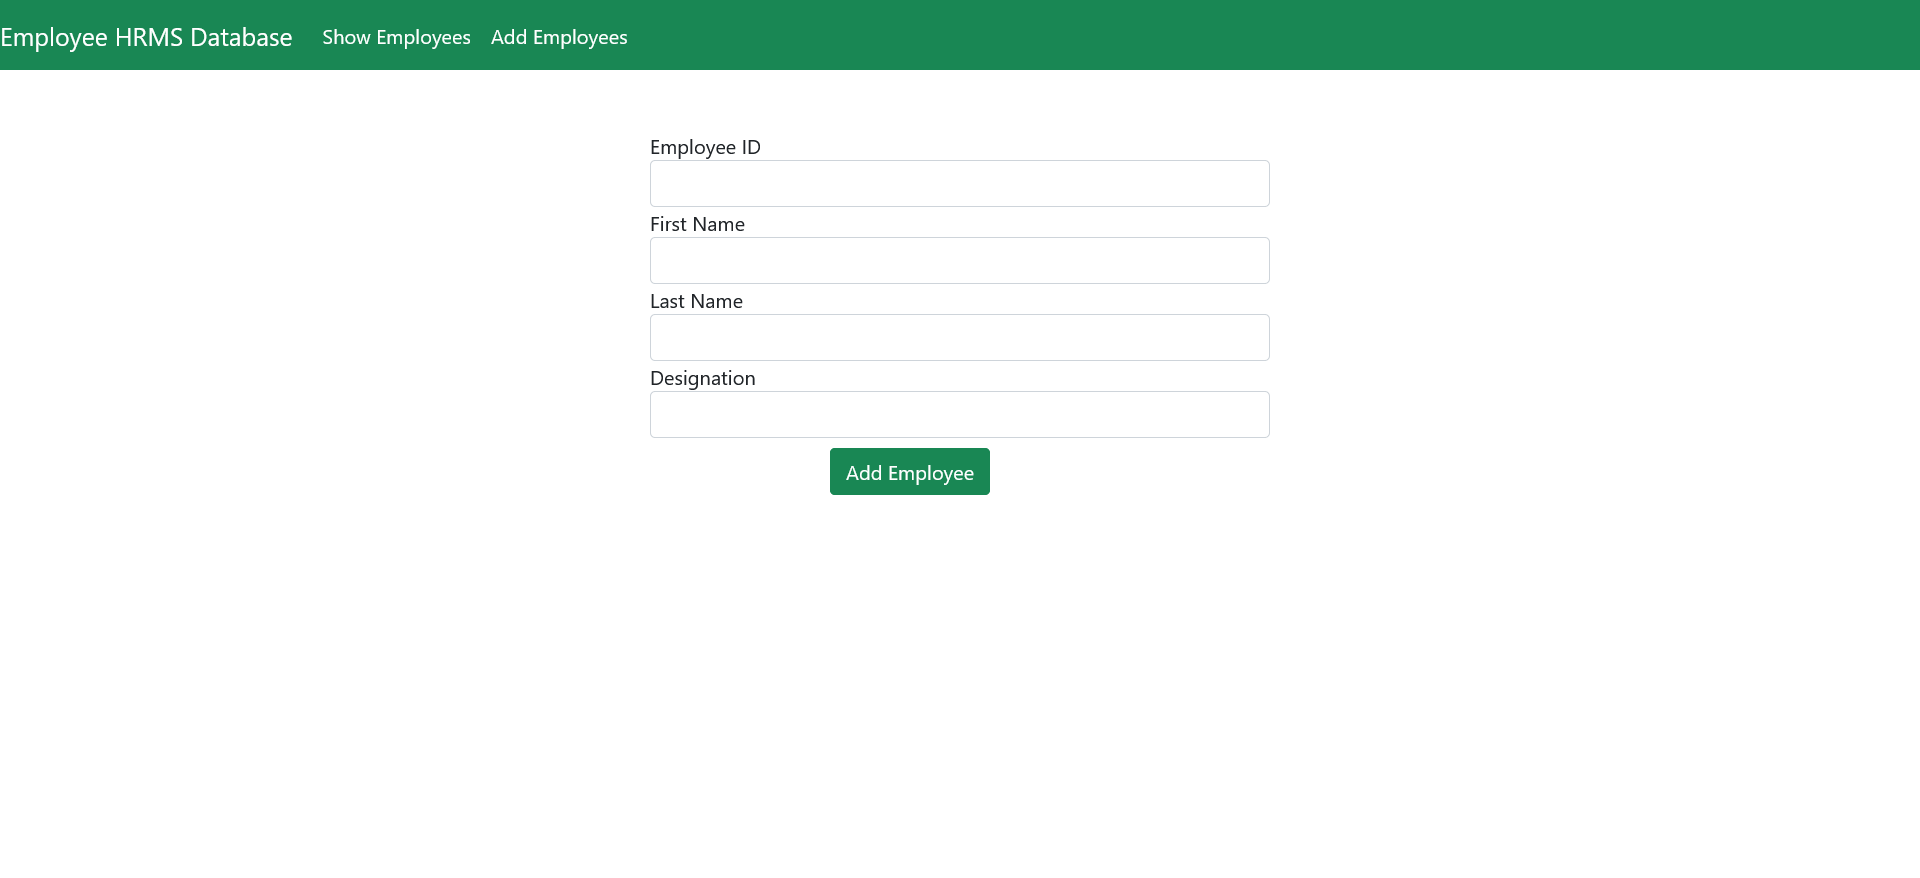 Employee HRMS Database Show Employees Add Employees
Employee ID
First Name
Last Name
Designation
Add Employee